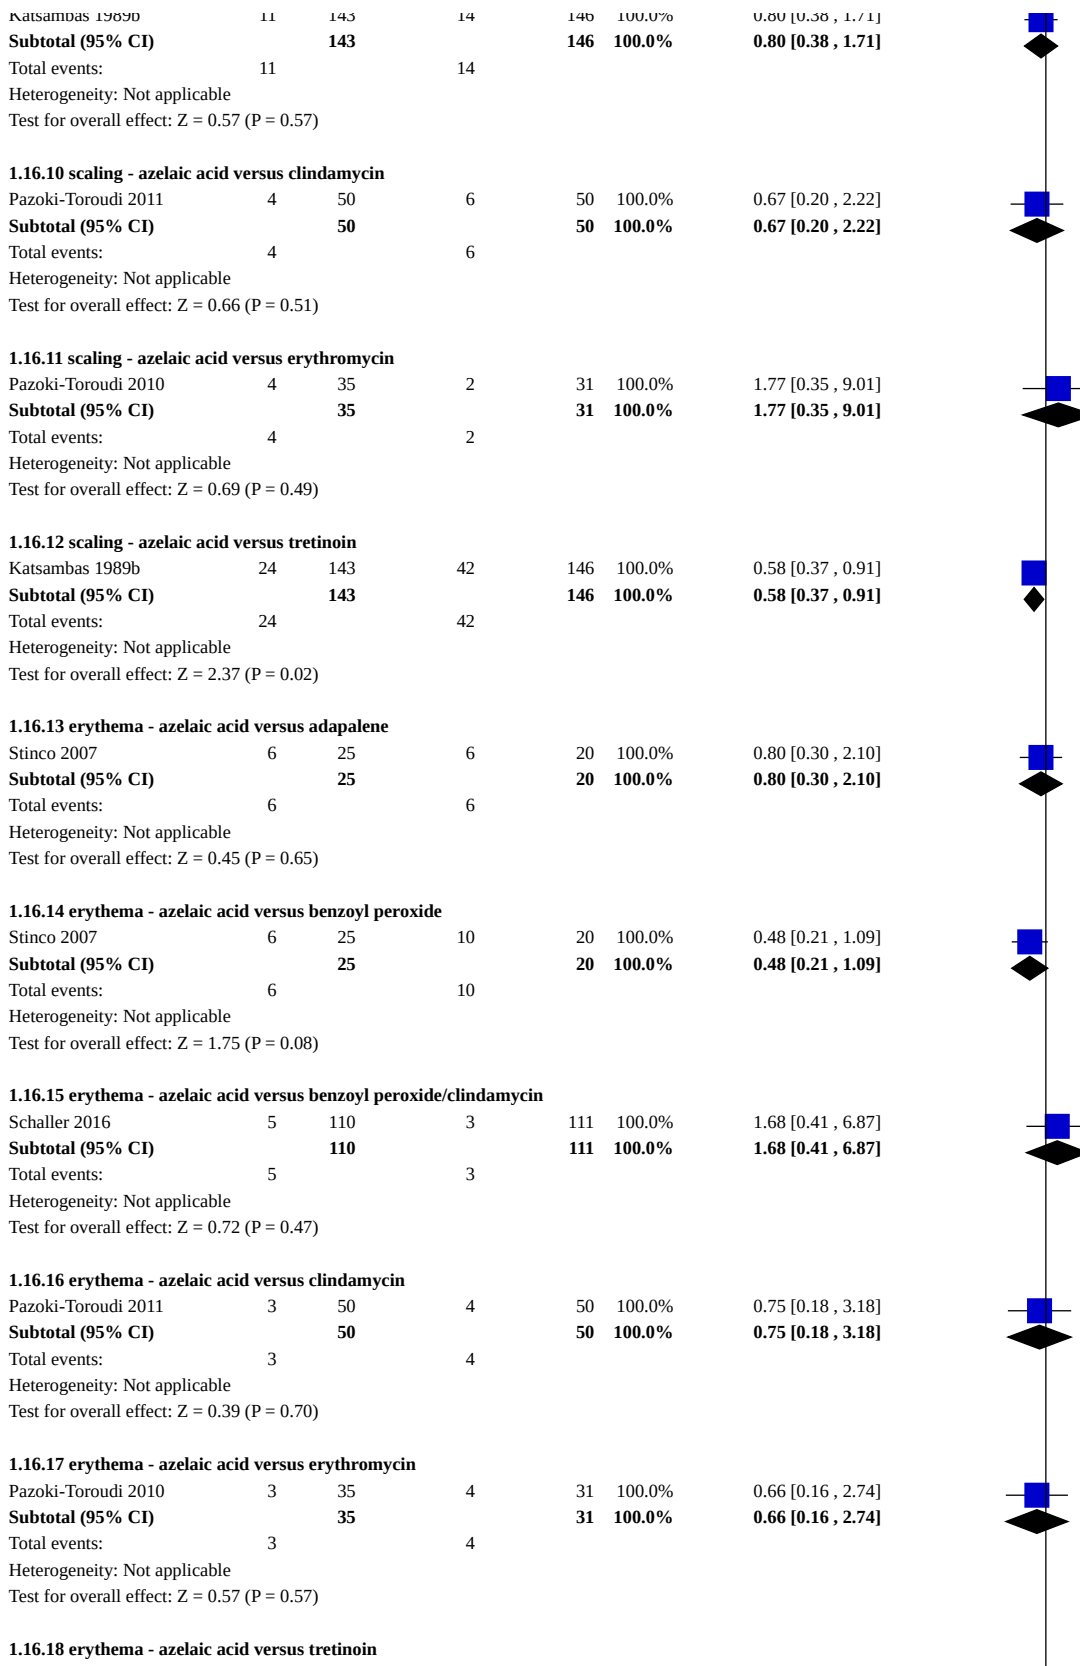 Katsambas 1989b 11 143 14 146 100.0% 0.80 [0.38 , 1.71]
Subtotal (95% CI) 143 146 100.0% 0.80 [0.38 , 1.71]
Total events: 11 14
Heterogeneity: Not applicable
Test for overall effect: Z = 0.57 (P = 0.57)
1.16.10 scaling - azelaic acid versus clindamycin
Pazoki-Toroudi 2011 4 50 6 50 100.0% 0.67 [0.20 , 2.22]
Subtotal (95% CI) 50 50 100.0% 0.67 [0.20 , 2.22]
Total events: 4 6
Heterogeneity: Not applicable
Test for overall effect: Z = 0.66 (P = 0.51)
1.16.11 scaling - azelaic acid versus erythromycin
Pazoki-Toroudi 2010 4 35 2 31 100.0% 1.77 [0.35 , 9.01]
Subtotal (95% CI) 35 31 100.0% 1.77 [0.35 , 9.01]
Total events: 4 2
Heterogeneity: Not applicable
Test for overall effect: Z = 0.69 (P = 0.49)
1.16.12 scaling - azelaic acid versus tretinoin
Katsambas 1989b 24 143 42 146 100.0% 0.58 [0.37 , 0.91]
Subtotal (95% CI) 143 146 100.0% 0.58 [0.37 , 0.91]
Total events: 24 42
Heterogeneity: Not applicable
Test for overall effect: Z = 2.37 (P = 0.02)
1.16.13 erythema - azelaic acid versus adapalene
Stinco 2007 6 25 6 20 100.0% 0.80 [0.30 , 2.10]
Subtotal (95% CI) 25 20 100.0% 0.80 [0.30 , 2.10]
Total events: 6 6
Heterogeneity: Not applicable
Test for overall effect: Z = 0.45 (P = 0.65)
1.16.14 erythema - azelaic acid versus benzoyl peroxide
Stinco 2007 6 25 10 20 100.0% 0.48 [0.21 , 1.09]
Subtotal (95% CI) 25 20 100.0% 0.48 [0.21 , 1.09]
Total events: 6 10
Heterogeneity: Not applicable
Test for overall effect: Z = 1.75 (P = 0.08)
1.16.15 erythema - azelaic acid versus benzoyl peroxide/clindamycin
Schaller 2016 5 110 3 111 100.0% 1.68 [0.41 , 6.87]
Subtotal (95% CI) 110 111 100.0% 1.68 [0.41 , 6.87]
Total events: 5 3
Heterogeneity: Not applicable
Test for overall effect: Z = 0.72 (P = 0.47)
1.16.16 erythema - azelaic acid versus clindamycin
Pazoki-Toroudi 2011 3 50 4 50 100.0% 0.75 [0.18 , 3.18]
Subtotal (95% CI) 50 50 100.0% 0.75 [0.18 , 3.18]
Total events: 3 4
Heterogeneity: Not applicable
Test for overall effect: Z = 0.39 (P = 0.70)
1.16.17 erythema - azelaic acid versus erythromycin
Pazoki-Toroudi 2010 3 35 4 31 100.0% 0.66 [0.16 , 2.74]
Subtotal (95% CI) 35 31 100.0% 0.66 [0.16 , 2.74]
Total events: 3 4
Heterogeneity: Not applicable
Test for overall effect: Z = 0.57 (P = 0.57)
1.16.18 erythema - azelaic acid versus tretinoin